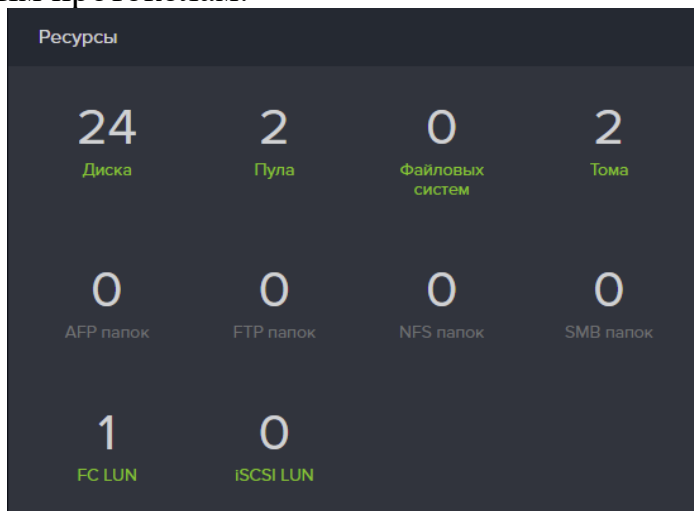 Ресурсы
24 2 0 2
Диска Пула Файловых систем Тома
0 0 0 0
AFP папок FTP папок NFS папок SMB папок
1 0
FC LUN iSCSI LUN